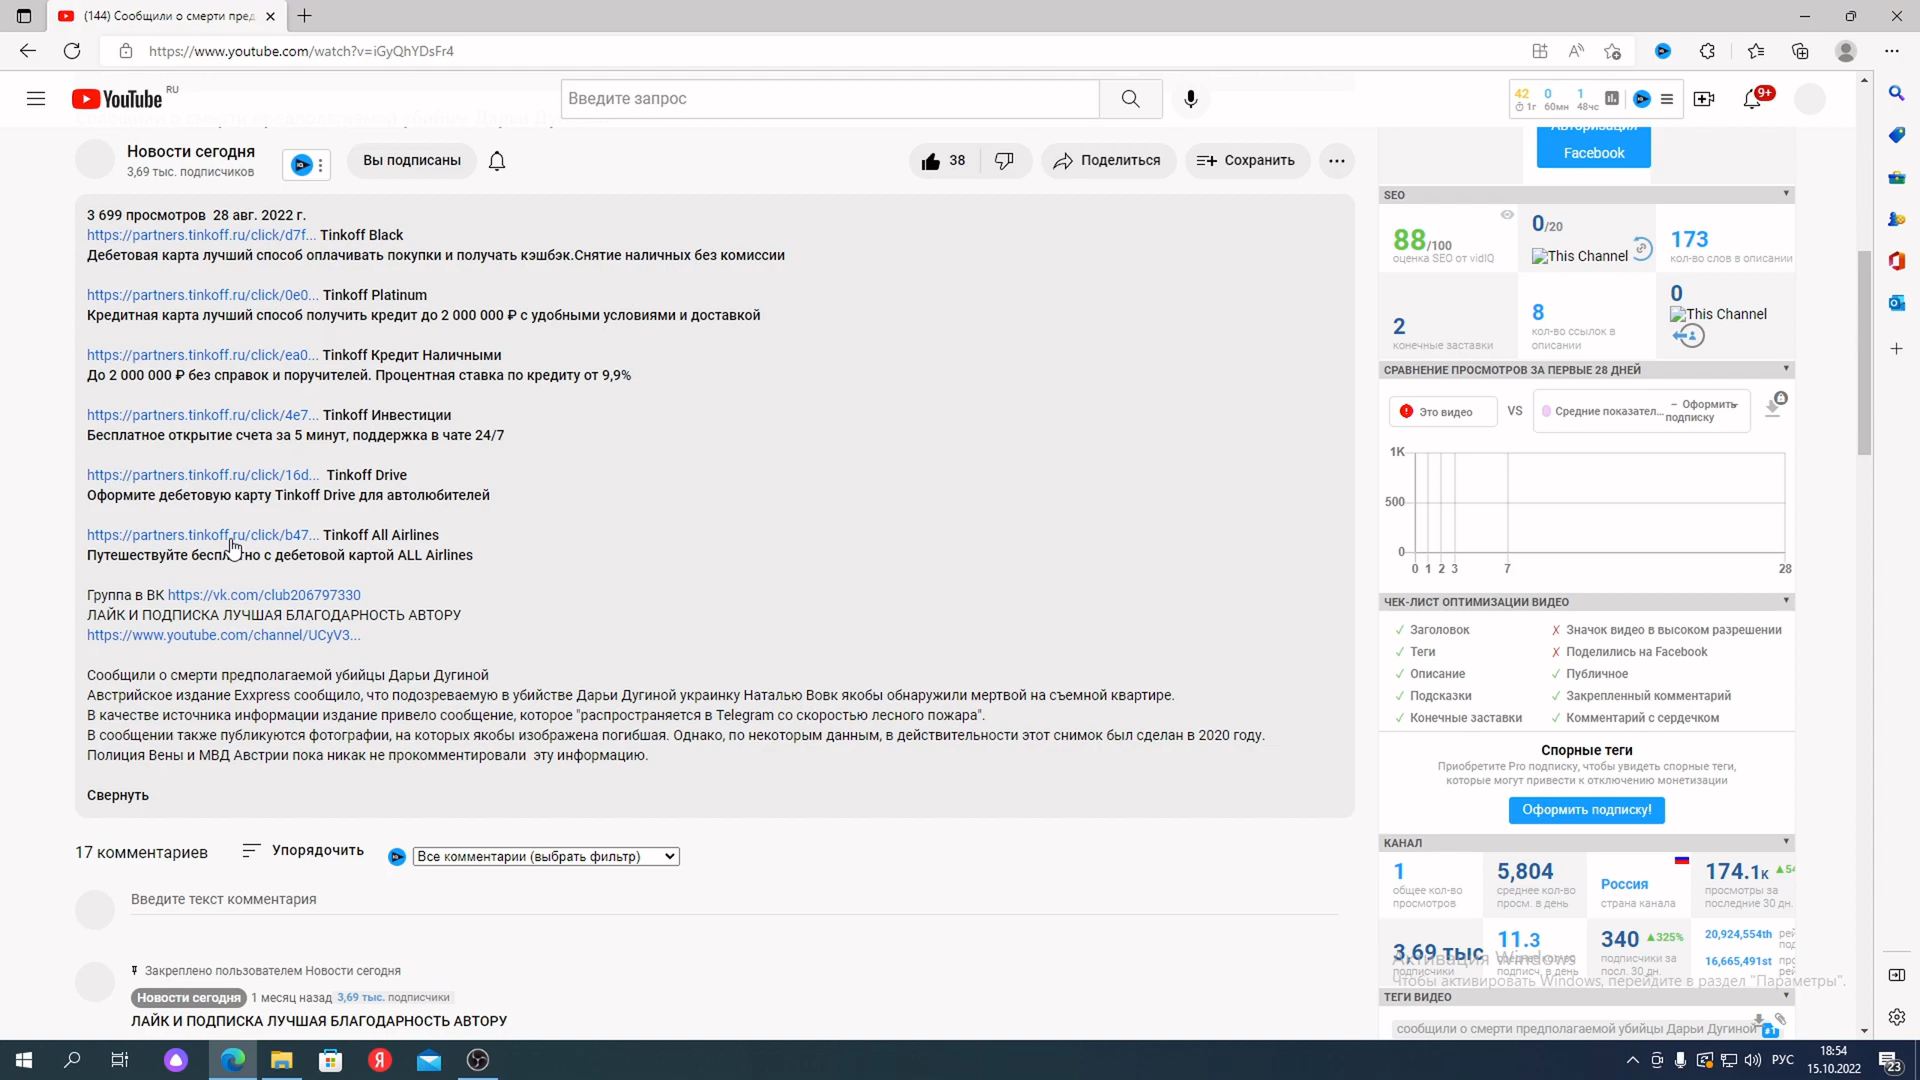 (144) Сообщили о смерти пред
https://www.youtube.com/watch?v=iGyQhYDsFr4
YouTube RU
Введите запрос
42 0 1
1г 60мн 48чс
9+
Новости сегодня
3,69 тыс. подписчиков
Вы подписаны
38
Поделиться
Сохранить
3 699 просмотров 28 авг. 2022 г.
https://partners.tinkoff.ru/click/d7f... Tinkoff Black
Дебетовая карта лучший способ оплачивать покупки и получать кэшбэк.Снятие наличных без комиссии
https://partners.tinkoff.ru/click/0e0... Tinkoff Platinum
Кредитная карта лучший способ получить кредит до 2 000 000 ₽ с удобными условиями и доставкой
https://partners.tinkoff.ru/click/ea0... Tinkoff Кредит Наличными
До 2 000 000 ₽ без справок и поручителей. Процентная ставка по кредиту от 9,9%
https://partners.tinkoff.ru/click/4e7... Tinkoff Инвестиции
Бесплатное открытие счета за 5 минут, поддержка в чате 24/7
https://partners.tinkoff.ru/click/16d... Tinkoff Drive
Оформите дебетовую карту Tinkoff Drive для автолюбителей
https://partners.tinkoff.ru/click/b47... Tinkoff All Airlines
Путешествуйте бесплатно с дебетовой картой ALL Airlines
Группа в ВК https://vk.com/club206797330
ЛАЙК И ПОДПИСКА ЛУЧШАЯ БЛАГОДАРНОСТЬ АВТОРУ
https://www.youtube.com/channel/UCyV3...
Сообщили о смерти предполагаемой убийцы Дарьи Дугиной
Австрийское издание Exxpress сообщило, что подозреваемую в убийстве Дарьи Дугиной украинку Наталью Вовк якобы обнаружили мертвой на съемной квартире.
В качестве источника информации издание привело сообщение, которое "распространяется в Telegram со скоростью лесного пожара".
В сообщении также публикуются фотографии, на которых якобы изображена погибшая. Однако, по некоторым данным, в действительности этот снимок был сделан в 2020 году.
Полиция Вены и МВД Австрии пока никак не прокомментировали эту информацию.
Свернуть
17 комментариев
Упорядочить
Все комментарии (выбрать фильтр)
Введите текст комментария
Закреплено пользователем Новости сегодня
Новости сегодня 1 месяц назад 3,69 тыс. подписчики
ЛАЙК И ПОДПИСКА ЛУЧШАЯ БЛАГОДАРНОСТЬ АВТОРУ
Авторизация
Facebook
SEO
88/100
оценка SEO от vidIQ
0/20
This Channel
173
кол-во слов в описании
2
конечные заставки
8
кол-во ссылок в
описании
0
This Channel
СРАВНЕНИЕ ПРОСМОТРОВ ЗА ПЕРВЫЕ 28 ДНЕЙ
Это видео
VS
Средние показател...
– Оформить
подписку
1K
500
0
0 1 2 3 7 28
ЧЕК-ЛИСТ ОПТИМИЗАЦИИ ВИДЕО
✓ Заголовок
✗ Значок видео в высоком разрешении
✓ Теги
✗ Поделились на Facebook
✓ Описание
✓ Публичное
✓ Подсказки
✓ Закрепленный комментарий
✓ Конечные заставки
✓ Комментарий с сердечком
Спорные теги
Приобретите Pro подписку, чтобы увидеть спорные теги,
которые могут привести к отключению монетизации
Оформить подписку!
КАНАЛ
1
общее кол-во
просмотров
5,804
среднее кол-во
просм. в день
Россия
страна канала
174.1к ▲54
просмотры за
последние 30 дн.
3,69 тыс
подписчики
11.3
среднее кол-во
подписч. в день
340 ▲325%
подписчики за
посл. 30 дн.
20,924,554th
16,665,491st
Активация Windows
Чтобы активировать Windows, перейдите в раздел "Параметры".
ТЕГИ ВИДЕО
сообщили о смерти предполагаемой убийцы Дарьи Дугиной
#1
РУС
18:54
15.10.2022
23